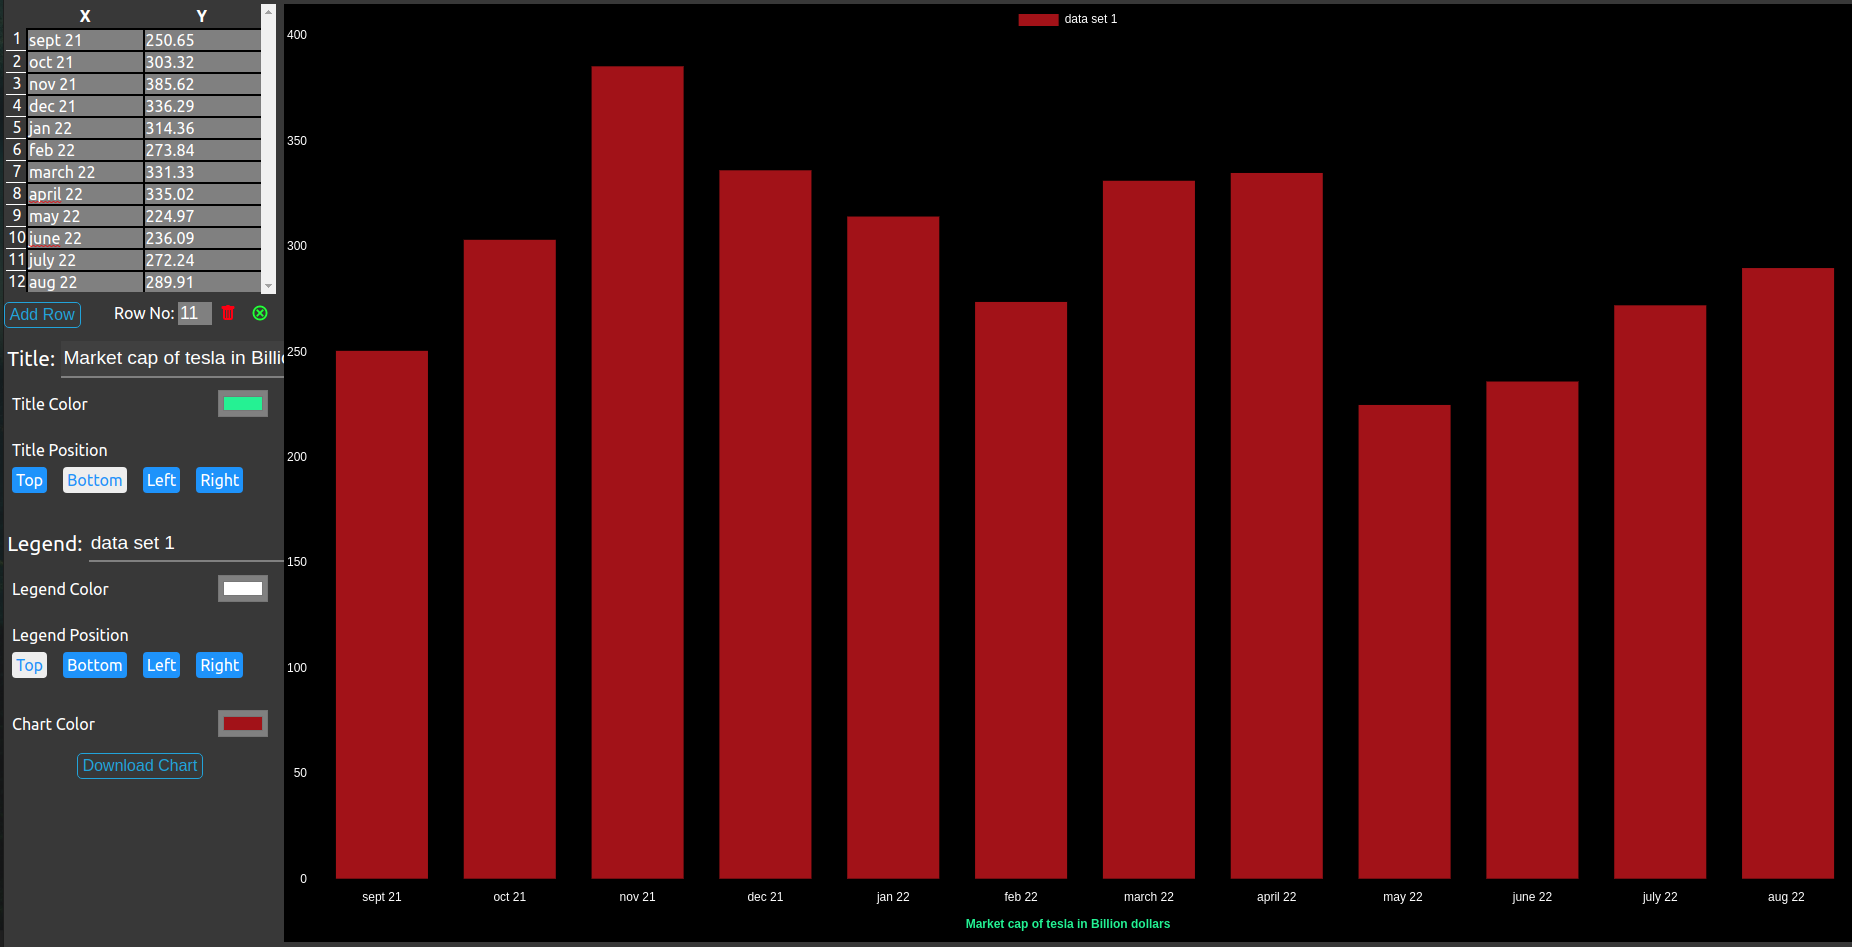 X Y
1 sept 21 250.65
2 oct 21 303.32
3 nov 21 385.62
4 dec 21 336.29
5 jan 22 314.36
6 feb 22 273.84
7 march 22 331.33
8 april 22 335.02
9 may 22 224.97
10 june 22 236.09
11 july 22 272.24
12 aug 22 289.91
Add Row Row No: 11
Title: Market cap of tesla in Billio
Title Color
Title Position
Top Bottom Left Right
Legend: data set 1
Legend Color
Legend Position
Top Bottom Left Right
Chart Color
Download Chart
data set 1
400
350
300
250
200
150
100
50
0
sept 21 oct 21 nov 21 dec 21 jan 22 feb 22 march 22 april 22 may 22 june 22 july 22 aug 22
Market cap of tesla in Billion dollars